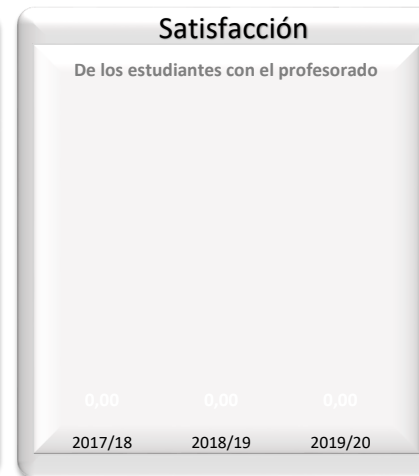 Satisfacción
De los estudiantes con el profesorado
0,00 0,00 0,00
2017/18 2018/19 2019/20